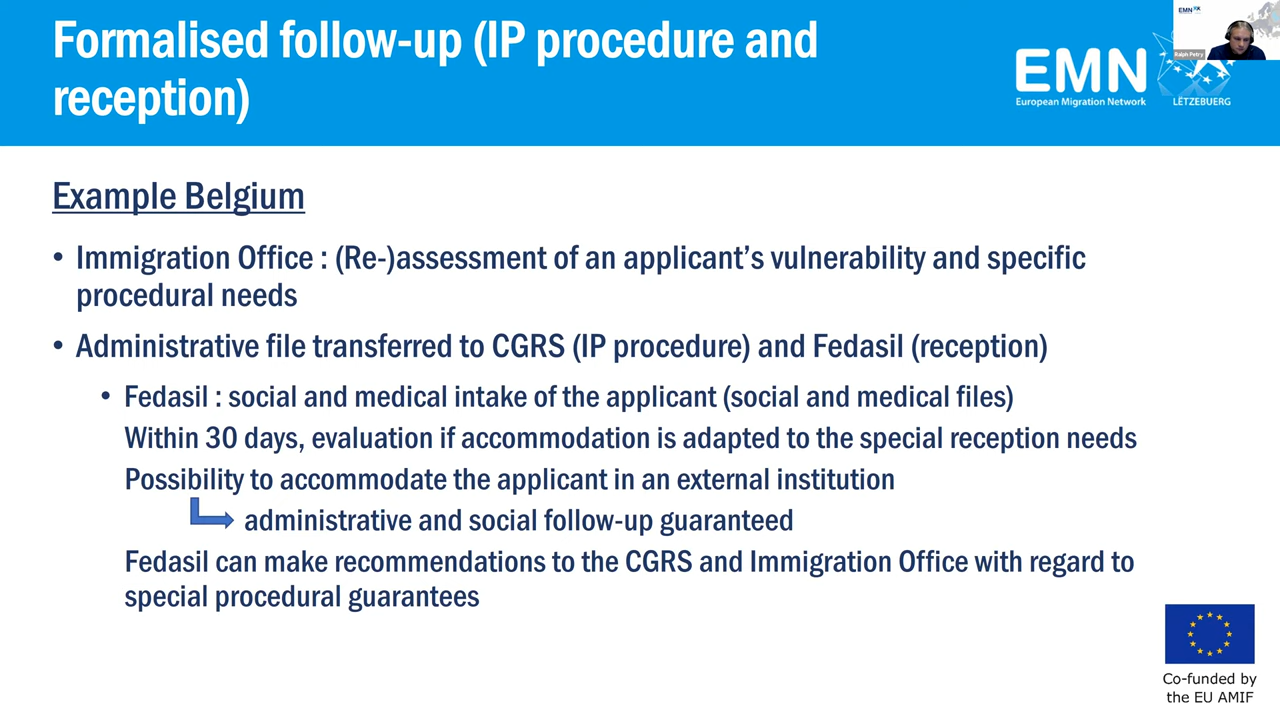 Formalised follow-up (IP procedure and
reception)
EMN
European Migration Network
LËTZEBUERG
EMN
Ralph Petry
Example Belgium
• Immigration Office : (Re-)assessment of an applicant’s vulnerability and specific
procedural needs
• Administrative file transferred to CGRS (IP procedure) and Fedasil (reception)
• Fedasil : social and medical intake of the applicant (social and medical files)
Within 30 days, evaluation if accommodation is adapted to the special reception needs
Possibility to accommodate the applicant in an external institution
administrative and social follow-up guaranteed
Fedasil can make recommendations to the CGRS and Immigration Office with regard to
special procedural guarantees
Co-funded by
the EU AMIF